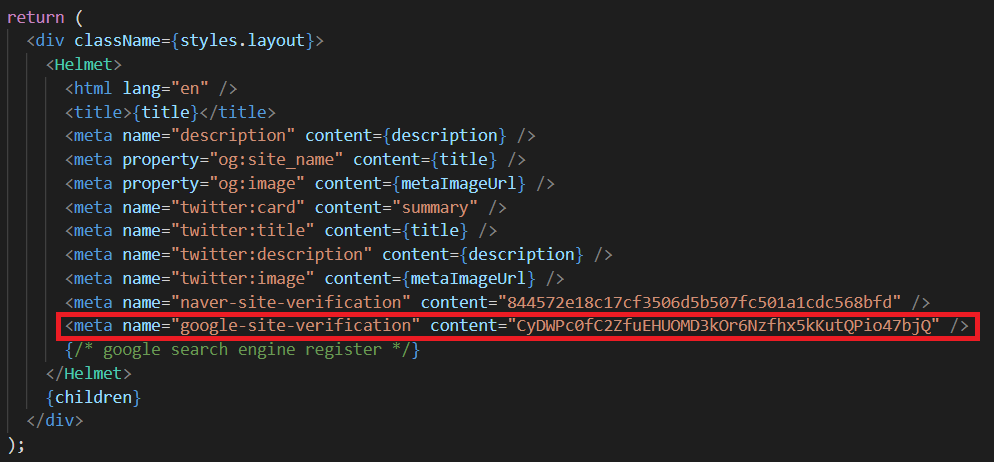 return (
<div className={styles.layout}>
<Helmet>
<html lang="en" />
<title>{title}</title>
<meta name="description" content={description} />
<meta property="og:site_name" content={title} />
<meta property="og:image" content={metaImageUrl} />
<meta name="twitter:card" content="summary" />
<meta name="twitter:title" content={title} />
<meta name="twitter:description" content={description} />
<meta name="twitter:image" content={metaImageUrl} />
<meta name="naver-site-verification" content="844572e18c17cf3506d5b507fc501a1cdc568bfd" />
<meta name="google-site-verification" content="CyDWPc0fC2ZfuEHUOMD3kOr6Nzfhx5kKutQPio47bjQ" />
{/* google search engine register */}
</Helmet>
{children}
</div>
);